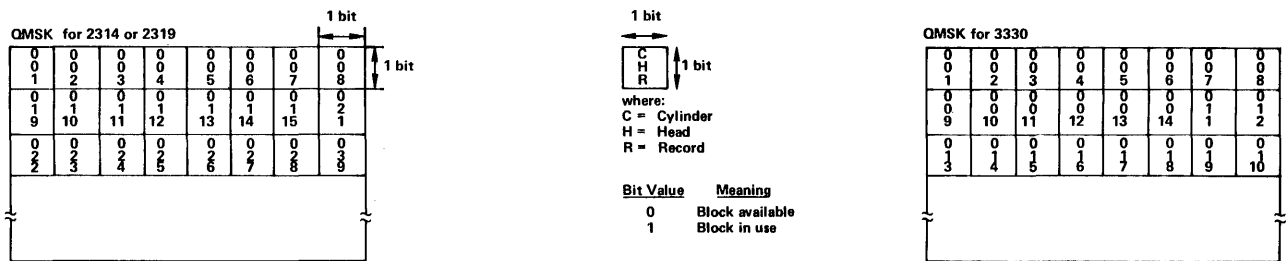 1 bit
QMSK for 2314 or 2319
0 0 0 0 0 0 0 0
0 0 0 0 0 0 0 0
1 2 3 4 5 6 7 8
1 bit
0 0 0 0 0 0 0 0
1 1 1 1 1 1 1 2
9 10 11 12 13 14 15 1
0 0 0 0 0 0 0 0
2 2 2 2 2 2 2 3
2 3 4 5 6 7 8 9
1 bit
C
H
R
1 bit
where:
C = Cylinder
H = Head
R = Record
Bit Value Meaning
0 Block available
1 Block in use
QMSK for 3330
0 0 0 0 0 0 0 0
0 0 0 0 0 0 0 0
1 2 3 4 5 6 7 8
0 0 0 0 0 0 0 0
0 0 0 0 0 0 1 1
9 10 11 12 13 14 1 2
0 0 0 0 0 0 0 0
1 1 1 1 1 1 1 1
3 4 5 6 7 8 9 10